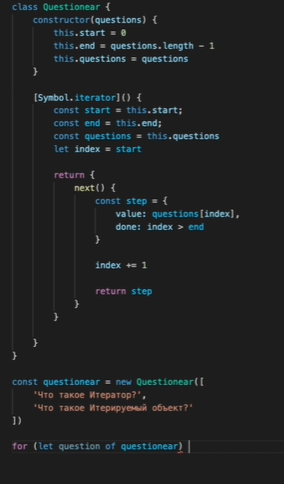 class Questionear {
constructor(questions) {
this.start = 0
this.end = questions.length - 1
this.questions = questions
}
[Symbol.iterator]() {
const start = this.start;
const end = this.end;
const questions = this.questions
let index = start
return {
next() {
const step = {
value: questions[index],
done: index > end
}
index += 1
return step
}
}
}
}
const questionear = new Questionear([
'Что такое Итератор?',
'Что такое Итерируемый объект?'
])
for (let question of questionear)